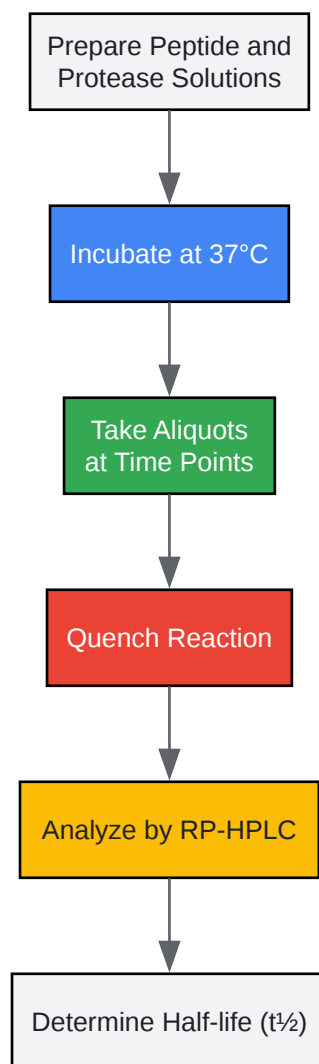 Prepare Peptide and
Protease Solutions
Incubate at 37°C
Take Aliquots
at Time Points
Quench Reaction
Analyze by RP-HPLC
Determine Half-life (t½)